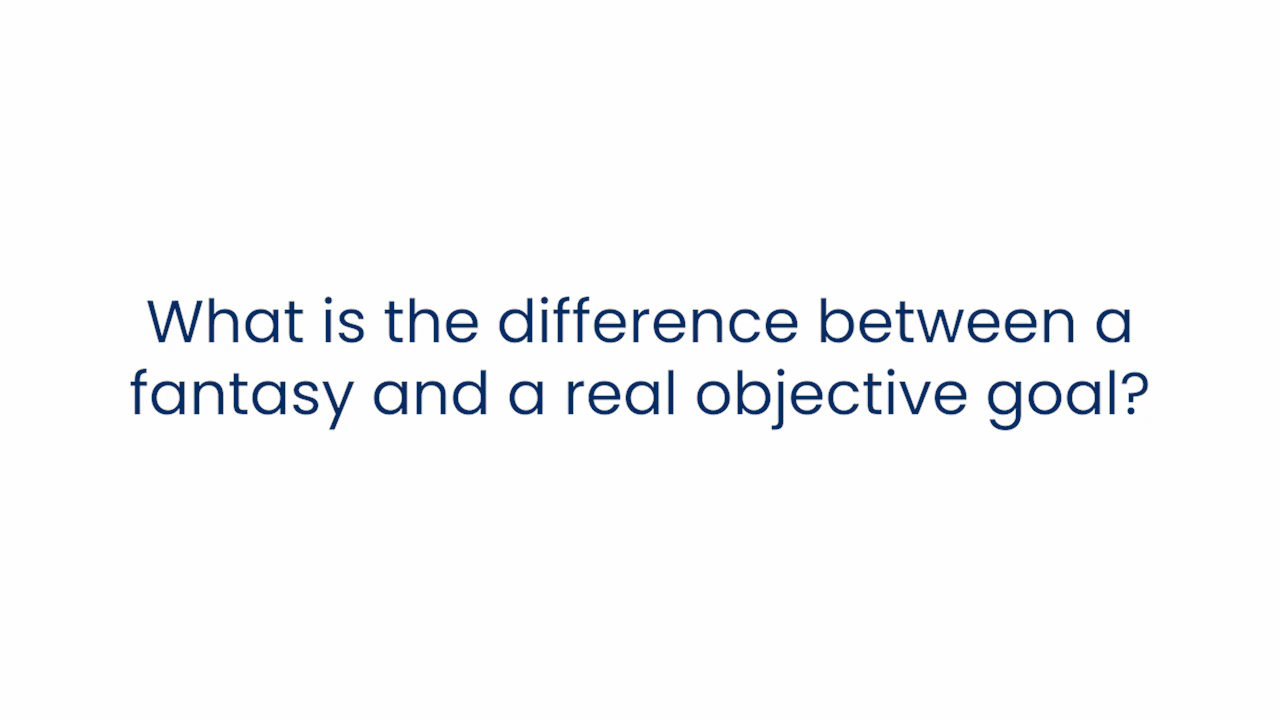 What is the difference between a
fantasy and a real objective goal?